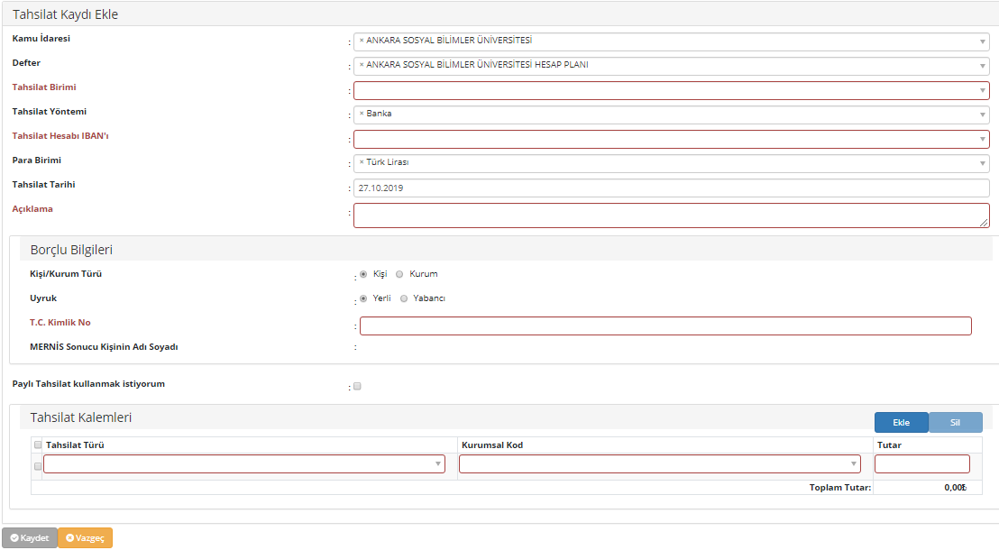 Tahsilat Kaydı Ekle
Kamu İdaresi : × ANKARA SOSYAL BİLİMLER ÜNİVERSİTESİ
Defter : × ANKARA SOSYAL BİLİMLER ÜNİVERSİTESİ HESAP PLANI
Tahsilat Birimi :
Tahsilat Yöntemi : × Banka
Tahsilat Hesabı IBAN'ı :
Para Birimi : × Türk Lirası
Tahsilat Tarihi : 27.10.2019
Açıklama :
Borçlu Bilgileri
Kişi/Kurum Türü : Kişi Kurum
Uyruk : Yerli Yabancı
T.C. Kimlik No :
MERNİS Sonucu Kişinin Adı Soyadı :
Paylı Tahsilat kullanmak istiyorum :
Tahsilat Kalemleri Ekle Sil
Tahsilat Türü Kurumsal Kod Tutar
Toplam Tutar: 0,00₺
Kaydet Vazgeç